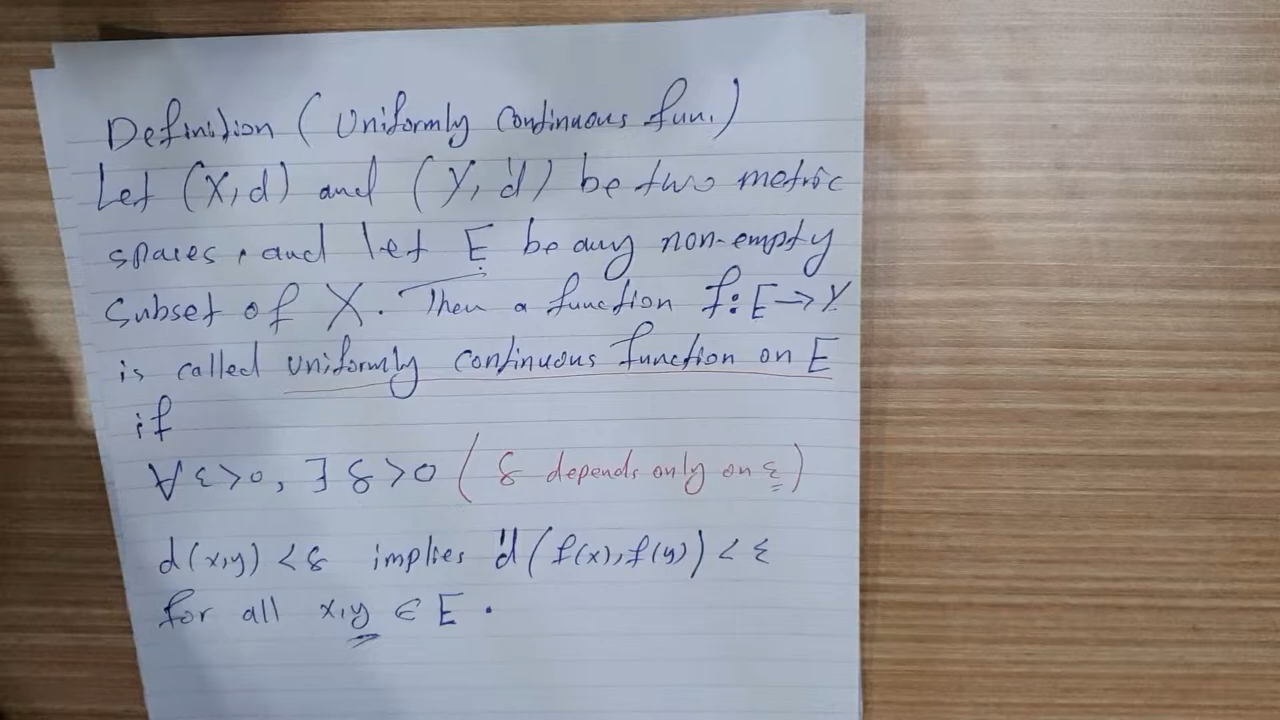 Definition ( Uniformly Continuous fun.)
Let (X, d) and (Y, 'd) be two metric
spaces, and let E be any non-empty
Subset of X. Then a function f: E → Y
is called uniformly continuous function on E
if
∀ ε > 0, ∃ δ > 0 ( δ depends only on ε )
d(x,y) < δ implies 'd ( f(x), f(y) ) < ε
for all x,y ∈ E .